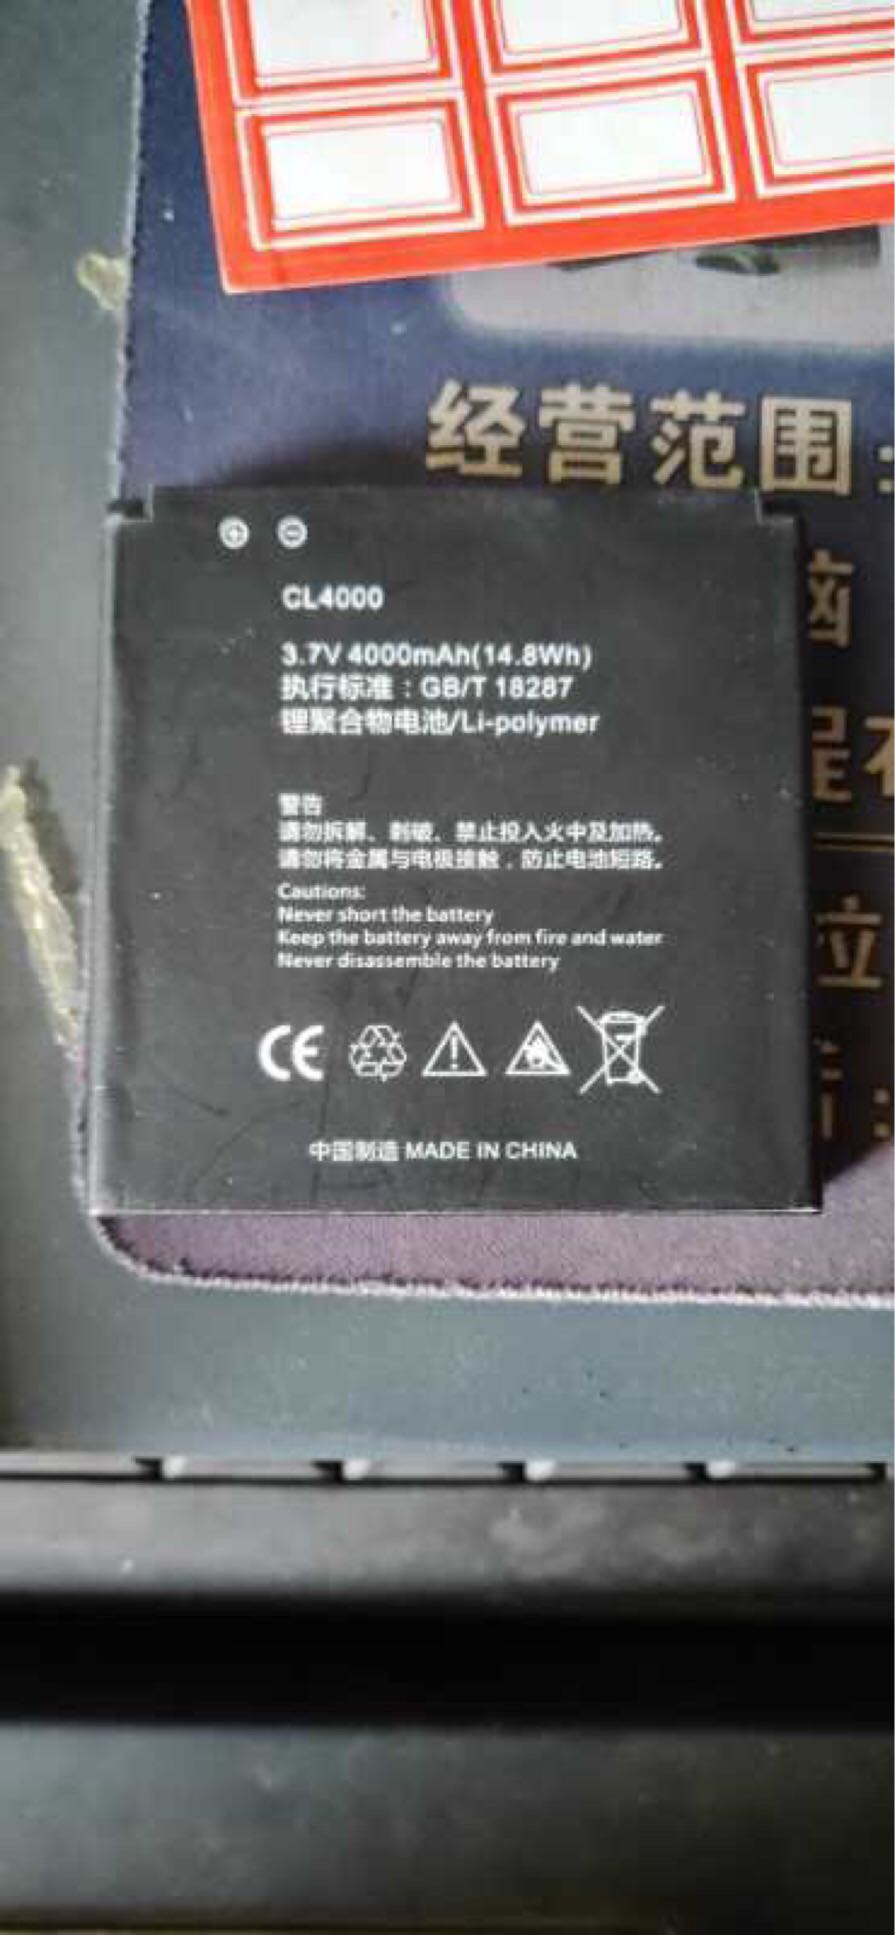 经营范围：
CL4000
3.7V 4000mAh(14.8Wh)
执行标准：GB/T 18287
锂聚合物电池/Li-polymer
警告
请勿拆解、刺破、禁止投入火中及加热。
请勿将金属与电极接触，防止电池短路。
Cautions:
Never short the battery
Keep the battery away from fire and water
Never disassemble the battery
CE
中国制造 MADE IN CHINA
位